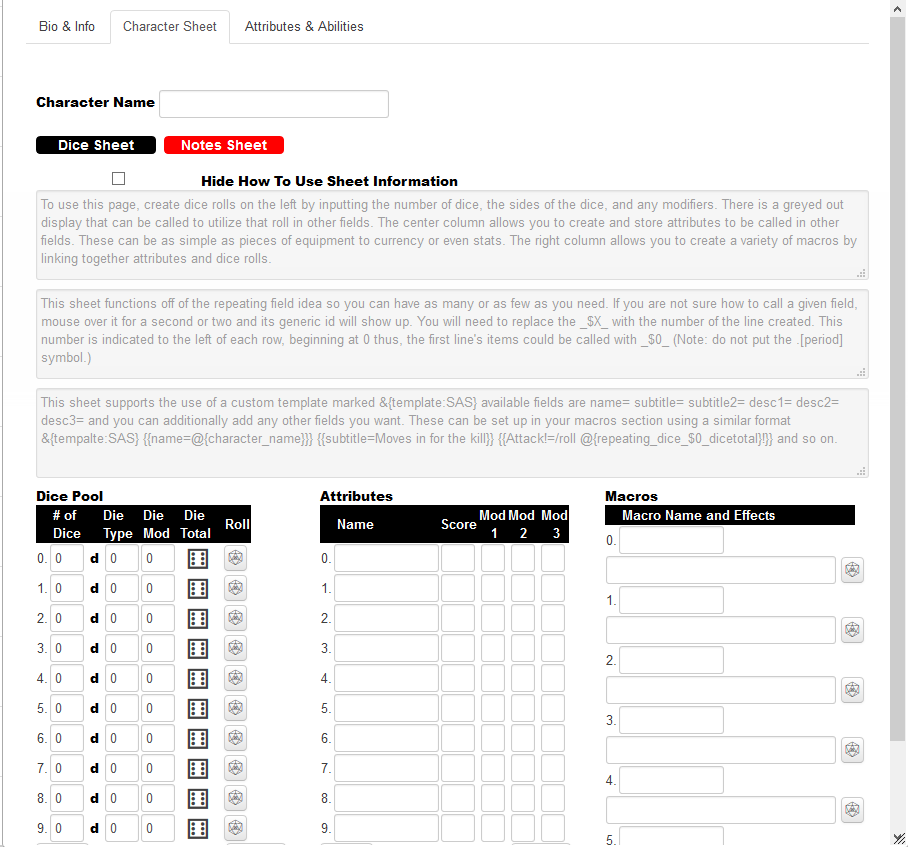 Bio & Info Character Sheet Attributes & Abilities
Character Name
Dice Sheet Notes Sheet
Hide How To Use Sheet Information
To use this page, create dice rolls on the left by inputting the number of dice, the sides of the dice, and any modifiers. There is a greyed out
display that can be called to utilize that roll in other fields. The center column allows you to create and store attributes to be called in other
fields. These can be as simple as pieces of equipment to currency or even stats. The right column allows you to create a variety of macros by
linking together attributes and dice rolls.
This sheet functions off of the repeating field idea so you can have as many or as few as you need. If you are not sure how to call a given field,
mouse over it for a second or two and its generic id will show up. You will need to replace the _$X_ with the number of the line created. This
number is indicated to the left of each row, beginning at 0 thus, the first line's items could be called with _$0_ (Note: do not put the .[period]
symbol.)
This sheet supports the use of a custom template marked &{template:SAS} available fields are name= subtitle= subtitle2= desc1= desc2=
desc3= and you can additionally add any other fields you want. These can be set up in your macros section using a similar format
&{tempalte:SAS} {{name=@{character_name}}} {{subtitle=Moves in for the kill}} {{Attack!=/roll @{repeating_dice_$0_dicetotal}!}} and so on.
Dice Pool
# of Dice Die Type Die Mod Die Total Roll
0. 0 d 0 0
1. 0 d 0 0
2. 0 d 0 0
3. 0 d 0 0
4. 0 d 0 0
5. 0 d 0 0
6. 0 d 0 0
7. 0 d 0 0
8. 0 d 0 0
9. 0 d 0 0
Attributes
Name Score Mod 1 Mod 2 Mod 3
0.
1.
2.
3.
4.
5.
6.
7.
8.
9.
Macros
Macro Name and Effects
0.
1.
2.
3.
4.
5.